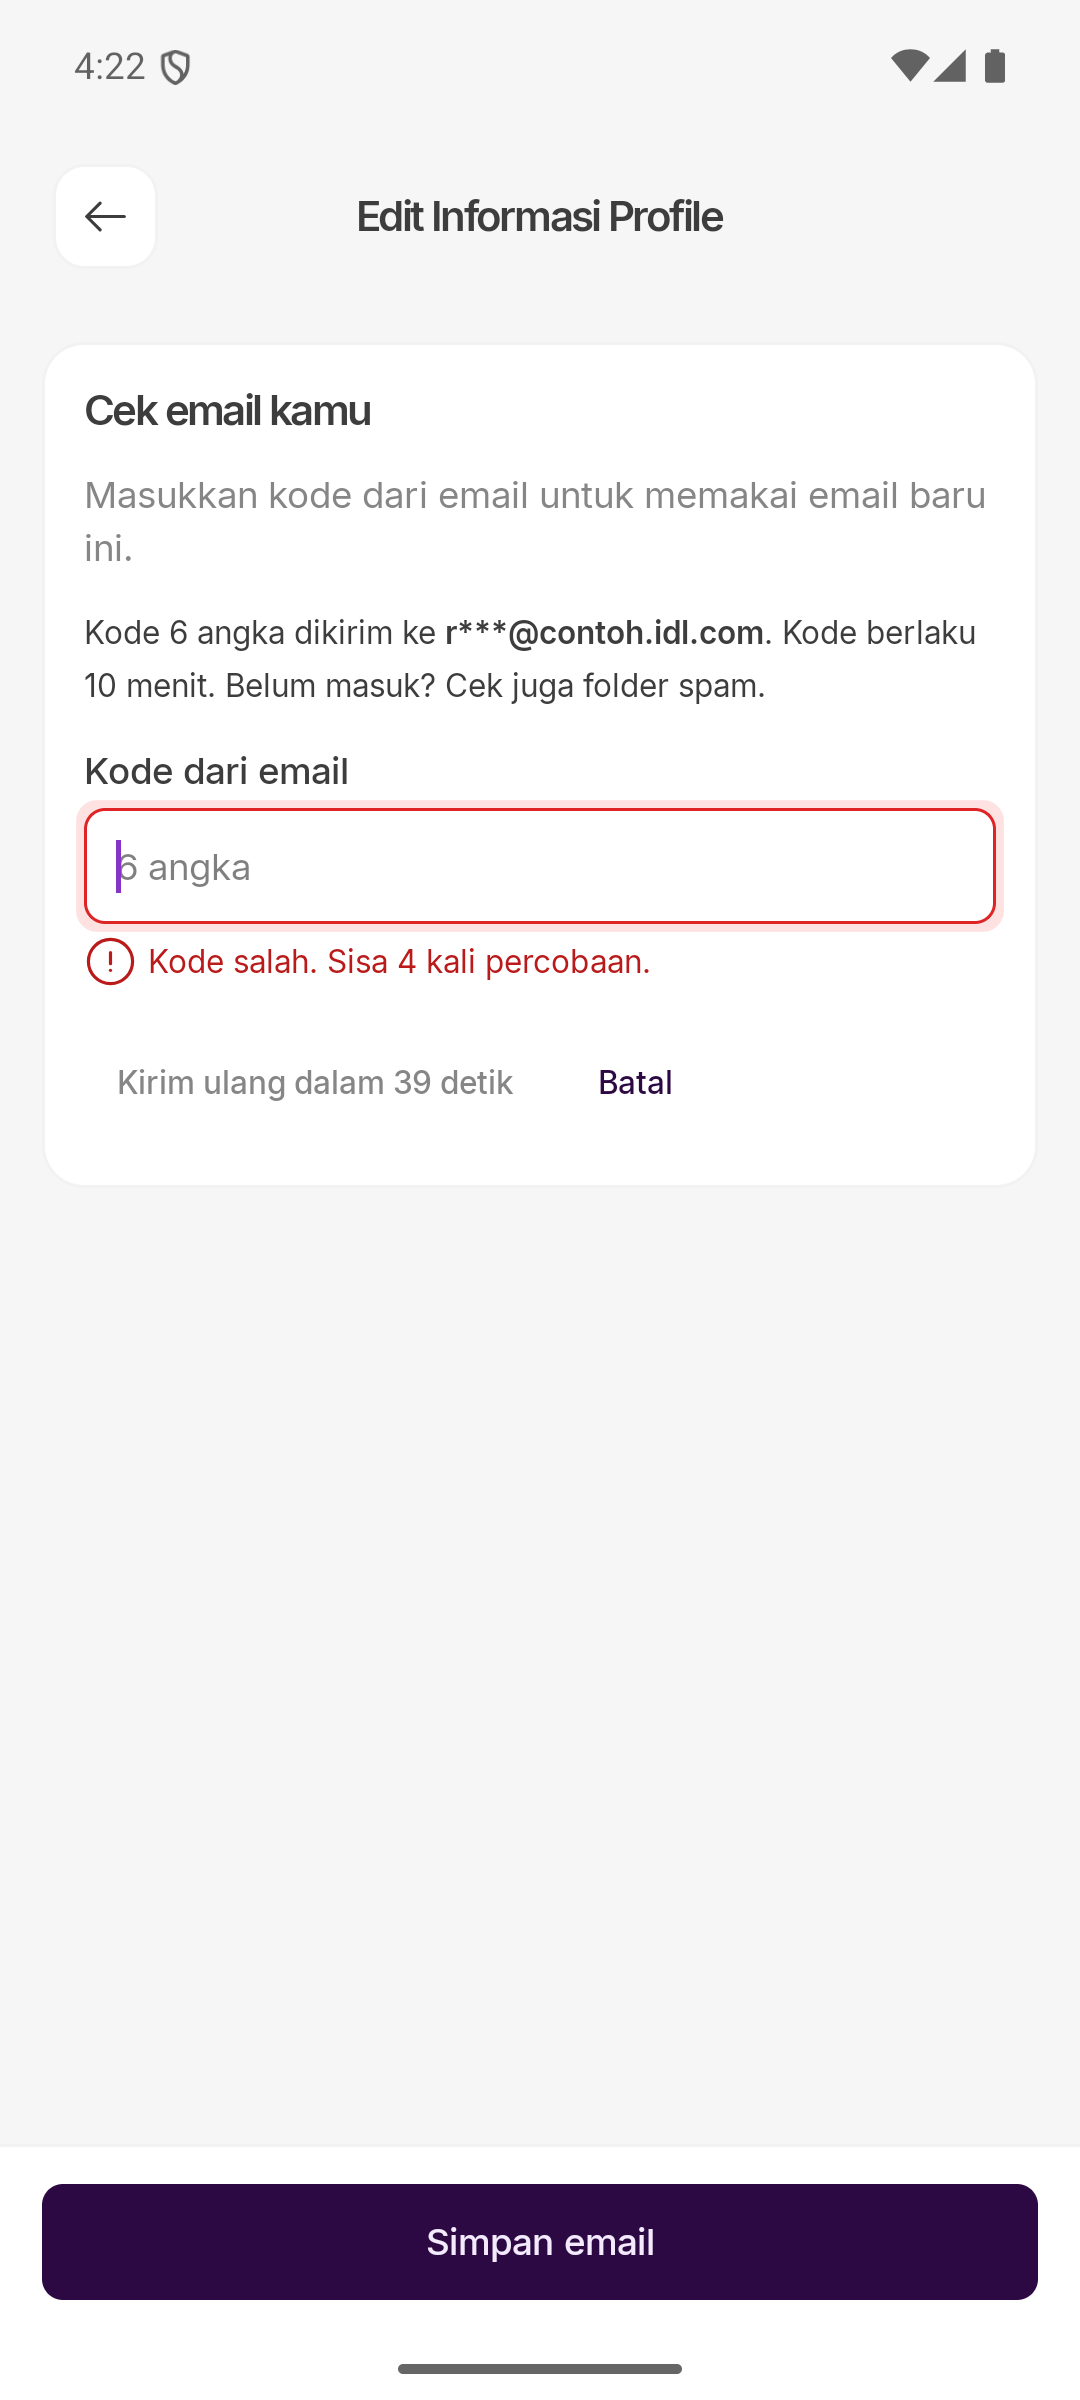 4:22
Edit Informasi Profile
Cek email kamu
Masukkan kode dari email untuk memakai email baru
ini.
Kode 6 angka dikirim ke r***@contoh.idl.com. Kode berlaku
10 menit. Belum masuk? Cek juga folder spam.
Kode dari email
6 angka
Kode salah. Sisa 4 kali percobaan.
Kirim ulang dalam 39 detik
Batal
Simpan email